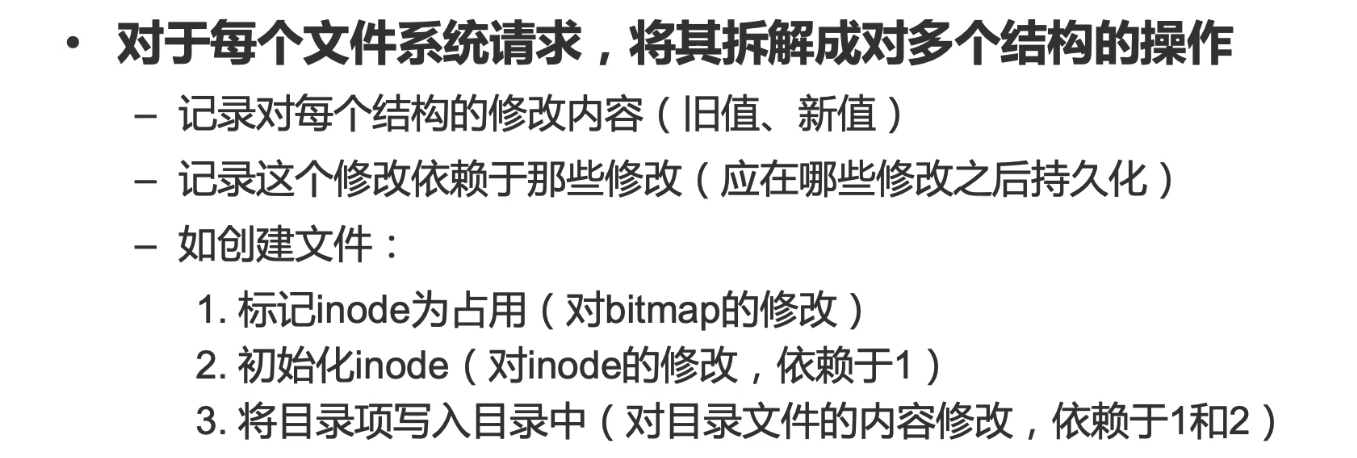 • 对于每个文件系统请求，将其拆解成对多个结构的操作
– 记录对每个结构的修改内容（旧值、新值）
– 记录这个修改依赖于那些修改（应在哪些修改之后持久化）
– 如创建文件：
1. 标记inode为占用（对bitmap的修改）
2. 初始化inode（对inode的修改，依赖于1）
3. 将目录项写入目录中（对目录文件的内容修改，依赖于1和2）